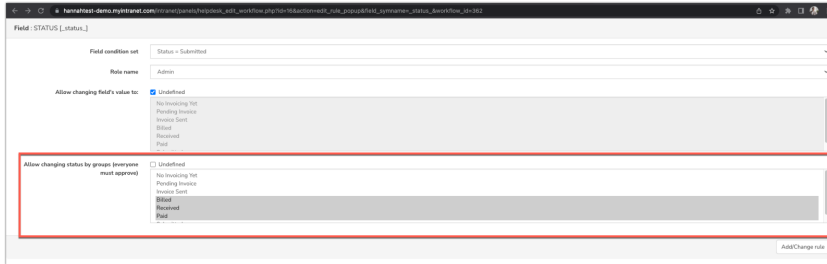 hannahtest-demo.myintranet.com/intranet/panels/helpdesk_edit_workflow.php?id=16&action=edit_rule_popup&field_symname=_status_&workflow_id=362
Field : STATUS [_status_]
Field condition set
Status = Submitted
Role name
Admin
Allow changing field's value to:
Undefined
No Invoicing Yet
Pending Invoice
Invoice Sent
Billed
Received
Paid
Allow changing status by groups (everyone
must approve)
Undefined
No Invoicing Yet
Pending Invoice
Invoice Sent
Billed
Received
Paid
Add/Change rule